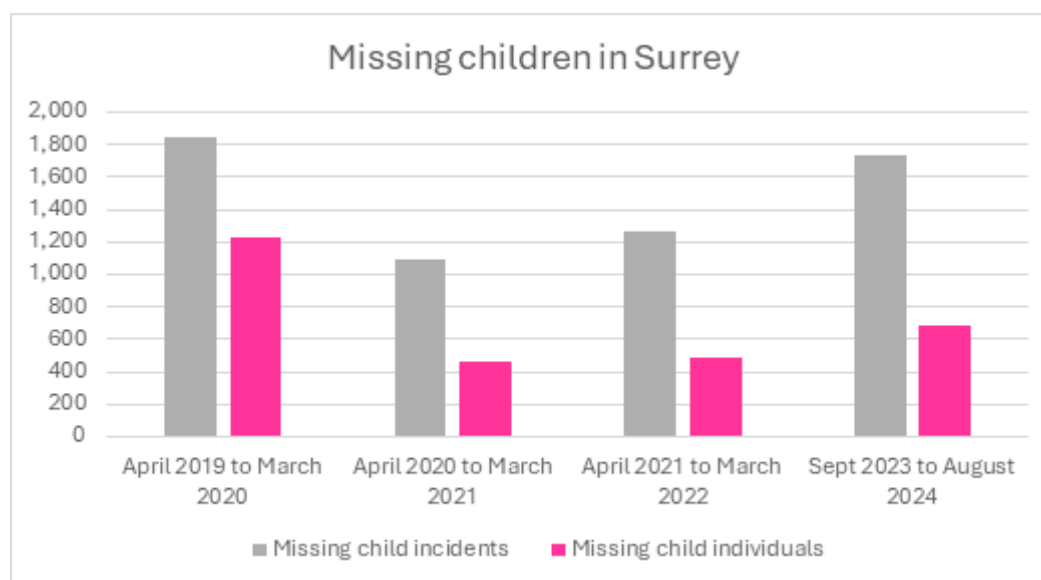 Missing children in Surrey
2,000
1,800
1,600
1,400
1,200
1,000
800
600
400
200
0
April 2019 to March
2020
April 2020 to March
2021
April 2021 to March
2022
Sept 2023 to August
2024
Missing child incidents
Missing child individuals